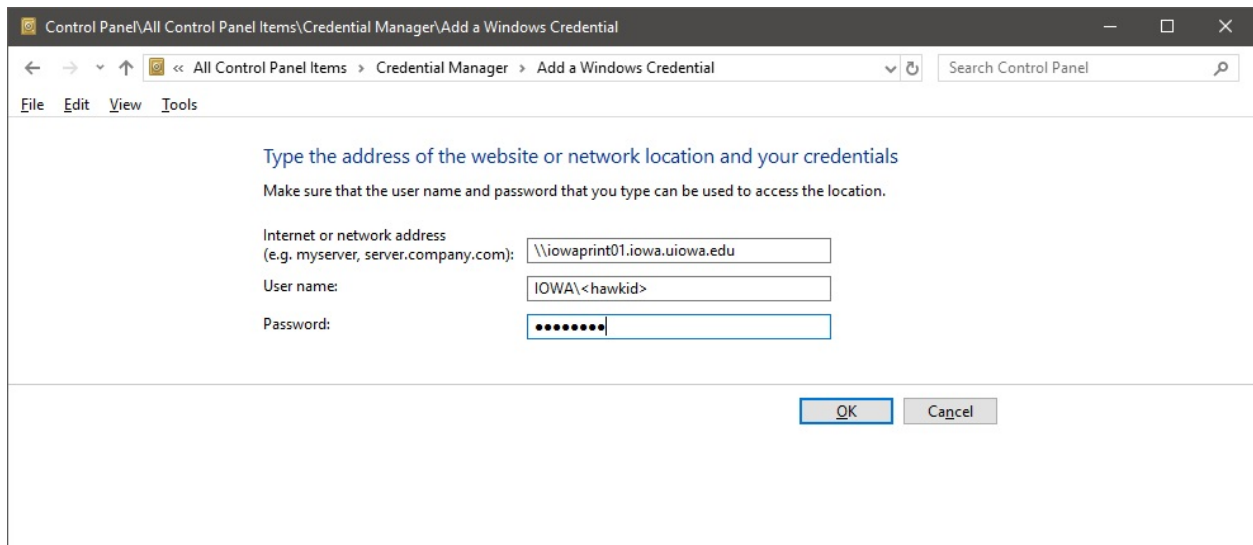 Control Panel\All Control Panel Items\Credential Manager\Add a Windows Credential
« All Control Panel Items > Credential Manager > Add a Windows Credential Search Control Panel
File Edit View Tools
Type the address of the website or network location and your credentials
Make sure that the user name and password that you type can be used to access the location.
Internet or network address
(e.g. myserver, server.company.com): \\iowaprint01.iowa.uiowa.edu
User name: IOWA\<hawkid>
Password: ●●●●●●●●
OK Cancel